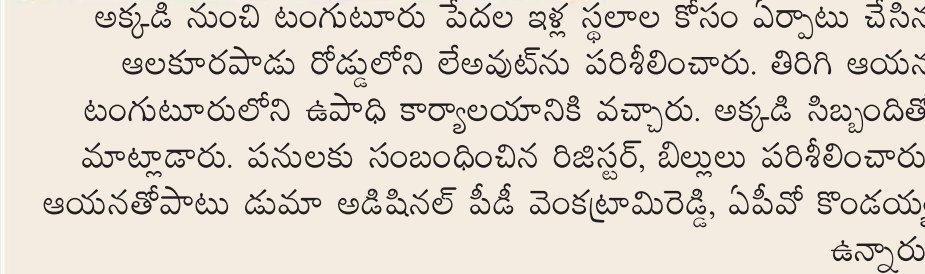 అక్కడి నుంచి టంగుటూరు పేదల ఇళ్ల స్థలాల కోసం ఏర్పాటు చేసిన
ఆలకూరపాడు రోడ్డులోని లేఅవుట్‌ను పరిశీలించారు. తిరిగి ఆయన
టంగుటూరులోని ఉపాధి కార్యాలయానికి వచ్చారు. అక్కడి సిబ్బందితో
మాట్లాడారు. పనులకు సంబంధించిన రిజిస్టర్, బిల్లులు పరిశీలించారు
ఆయనతోపాటు డుమా అడిషినల్ పీడీ వెంకట్రామిరెడ్డి, ఏపీవో కొండయ్య
ఉన్నారు